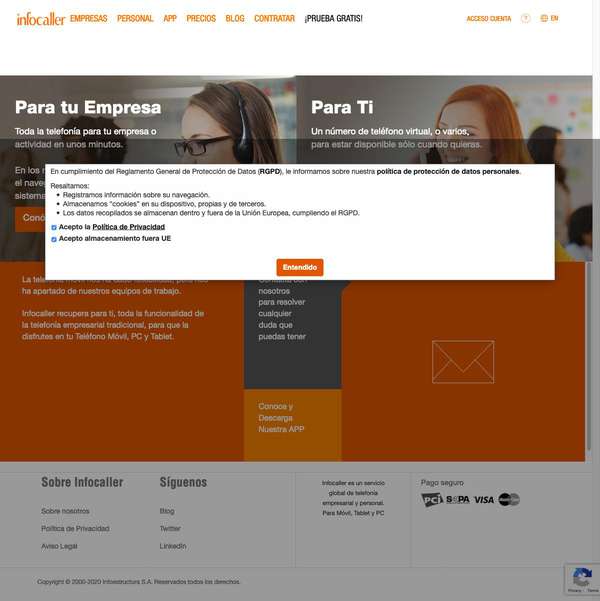 infocaller EMPRESAS PERSONAL APP PRECIOS BLOG CONTRATAR ¡PRUEBA GRATIS! ACCESO CUENTA ? EN
Para tu Empresa
Toda la telefonía para tu empresa o
actividad en unos minutos.
En los
el nave
sistema
Conó
Para Ti
Un número de teléfono virtual, o varios,
para estar disponible sólo cuando quieras.
En cumplimiento del Reglamento General de Protección de Datos (RGPD), le informamos sobre nuestra política de protección de datos personales.
Resaltamos:
Registramos información sobre su navegación.
Almacenamos "cookies" en su dispositivo, propias y de terceros.
Los datos recopilados se almacenan dentro y fuera de la Unión Europea, cumpliendo el RGPD.
Acepto la Política de Privacidad
Acepto almacenamiento fuera UE
Entendido
ha apartado de nuestros equipos de trabajo.
Infocaller recupera para ti, toda la funcionalidad de
la telefonía empresarial tradicional, para que la
disfrutes en tu Teléfono Móvil, PC y Tablet.
nosotros
para resolver
cualquier
duda que
puedas tener
Conoce y
Descarga
Nuestra APP
Sobre Infocaller
Sobre nosotros
Política de Privacidad
Aviso Legal
Síguenos
Blog
Twitter
LinkedIn
Infocaller es un servicio
global de telefonía
empresarial y personal.
Para Móvil, Tablet y PC
Pago seguro
PCI SEPA VISA
Copyright © 2000-2020 Infoestructura S.A. Reservados todos los derechos.
Privacy - Terms